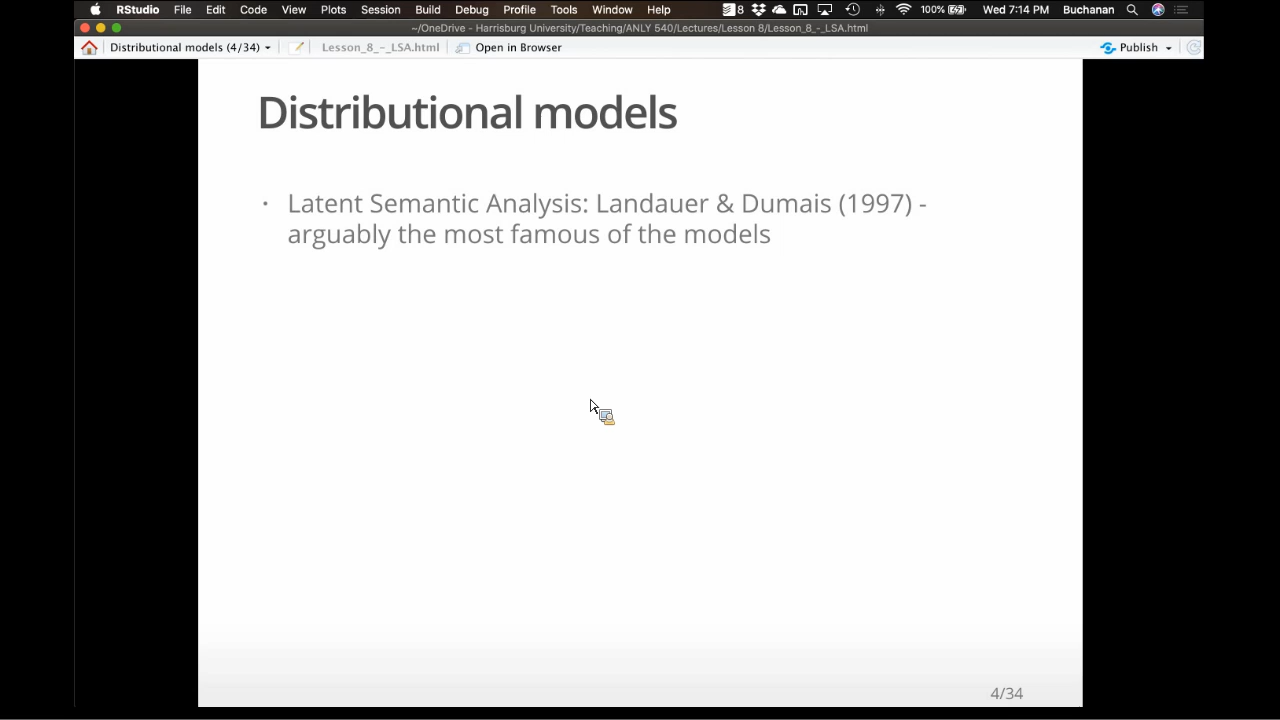 RStudio File Edit Code View Plots Session Build Debug Profile Tools Window Help 8 100% Wed 7:14 PM Buchanan
~/OneDrive - Harrisburg University/Teaching/ANLY 540/Lectures/Lesson 8/Lesson_8_-_LSA.html
Distributional models (4/34) Lesson_8_-_LSA.html Open in Browser Publish
Distributional models
• Latent Semantic Analysis: Landauer & Dumais (1997) -
arguably the most famous of the models
4/34